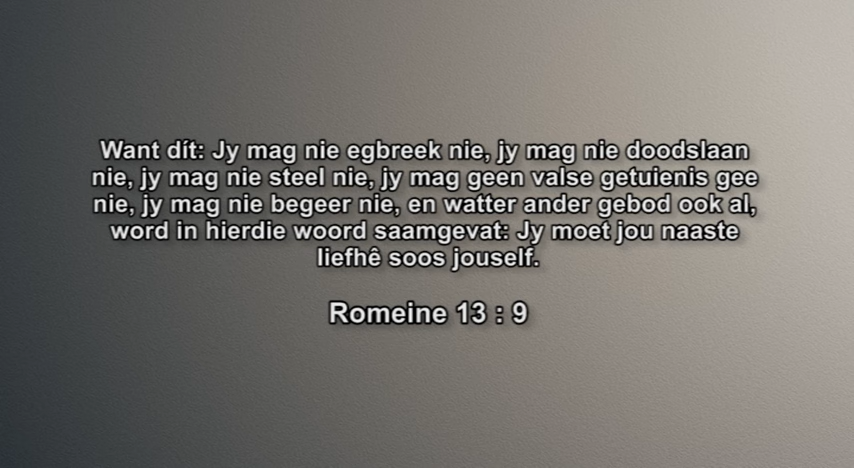 Want dít: Jy mag nie egbreek nie, jy mag nie doodslaan
nie, jy mag nie steel nie, jy mag geen valse getuienis gee
nie, jy mag nie begeer nie, en watter ander gebod ook al,
word in hierdie woord saamgevat: Jy moet jou naaste
liefhê soos jouself.
Romeine 13 : 9